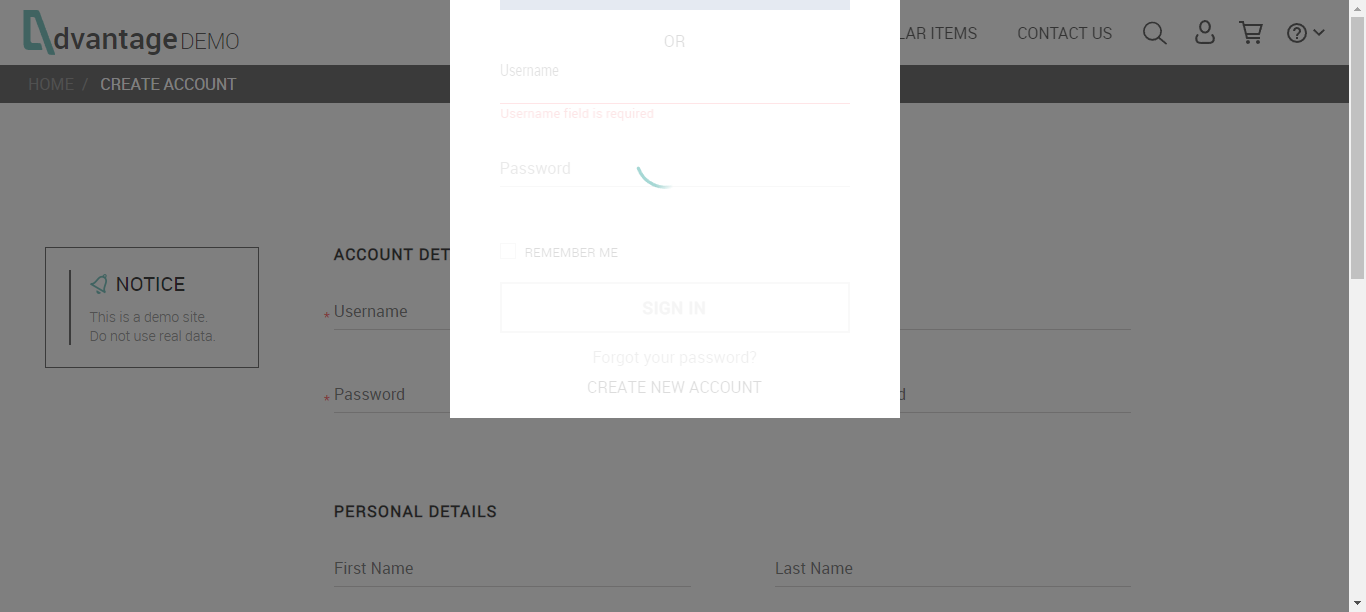 dvantage DEMO
LAR ITEMS
CONTACT US
HOME / CREATE ACCOUNT
OR
Username
Username field is required
Password
REMEMBER ME
SIGN IN
Forgot your password?
CREATE NEW ACCOUNT
NOTICE
This is a demo site.
Do not use real data.
ACCOUNT DET
* Username
* Password
d
PERSONAL DETAILS
First Name
Last Name